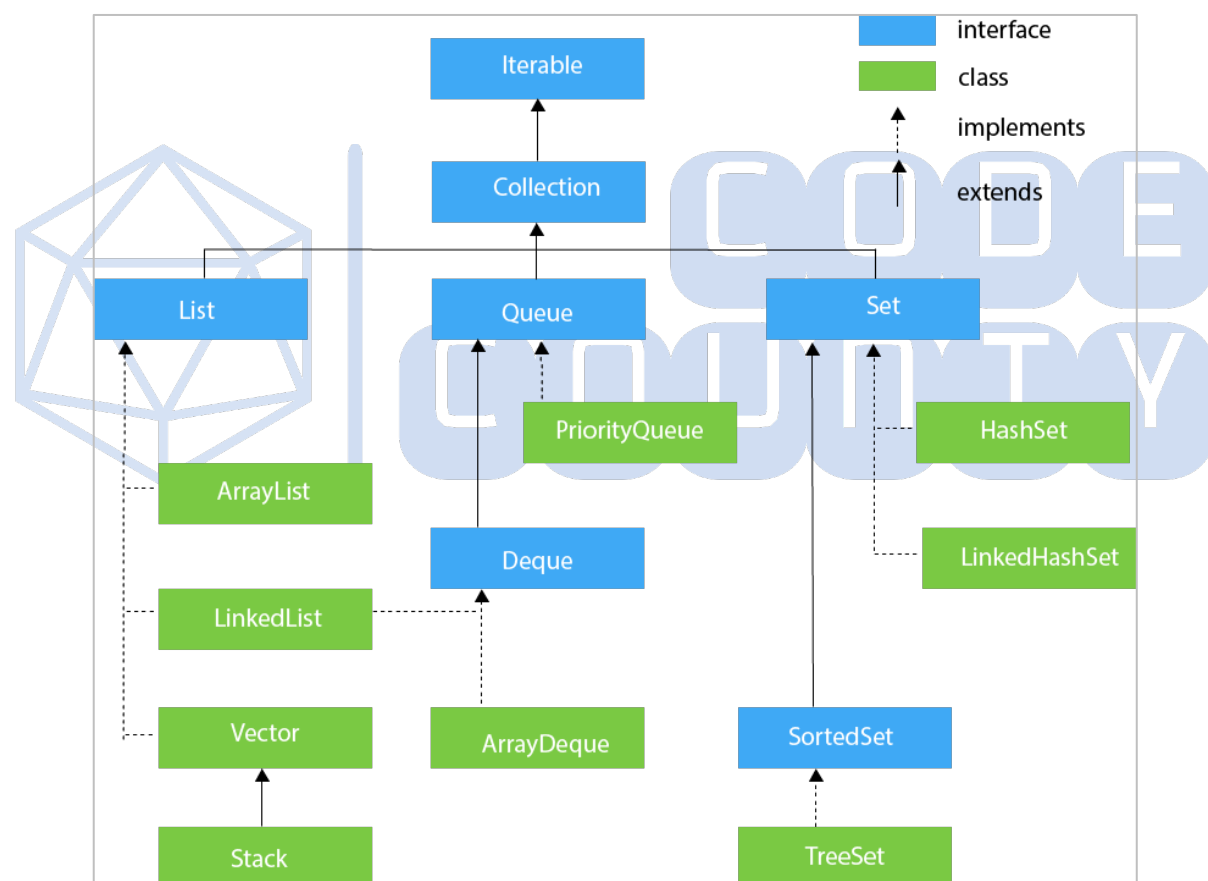 interface
Iterable
class
implements
Collection
extends
CODE
List
Queue
Set
COUNTY
PriorityQueue
HashSet
ArrayList
Deque
LinkedHashSet
LinkedList
Vector
ArrayDeque
SortedSet
Stack
TreeSet